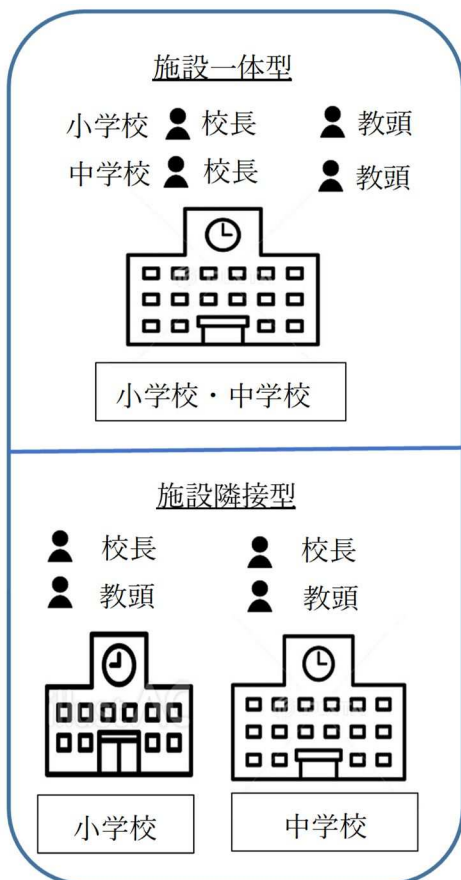 施設一体型
小学校 校長 教頭
中学校 校長 教頭
小学校・中学校
施設隣接型
校長 校長
教頭 教頭
小学校 中学校